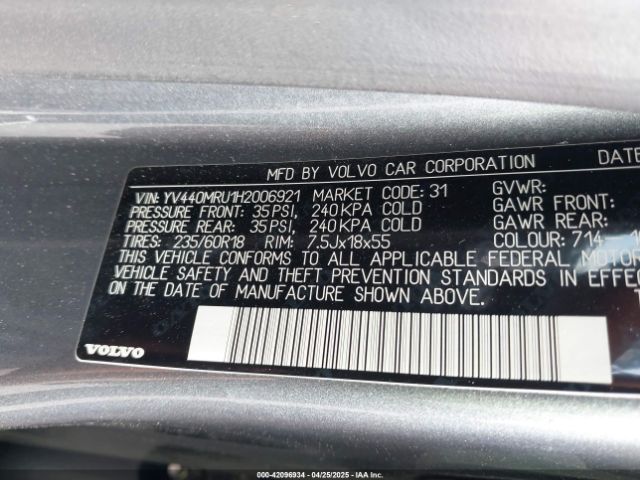 MFD BY VOLVO CAR CORPORATION DATE
VIN: YV440MRU1H2006921 MARKET CODE: 31 GVWR:
PRESSURE FRONT: 35PSI, 240KPA COLD GAWR FRONT:
PRESSURE REAR: 35PSI, 240KPA COLD GAWR REAR:
TIRES: 235/60R18 RIM: 7.5Jx18x55 COLOUR: 714-
THIS VEHICLE CONFORMS TO ALL APPLICABLE FEDERAL MOTOR
VEHICLE SAFETY AND THEFT PREVENTION STANDARDS IN EFFEC
ON THE DATE OF MANUFACTURE SHOWN ABOVE.
VOLVO
000-42096934 - 04/25/2025 - IAA Inc.